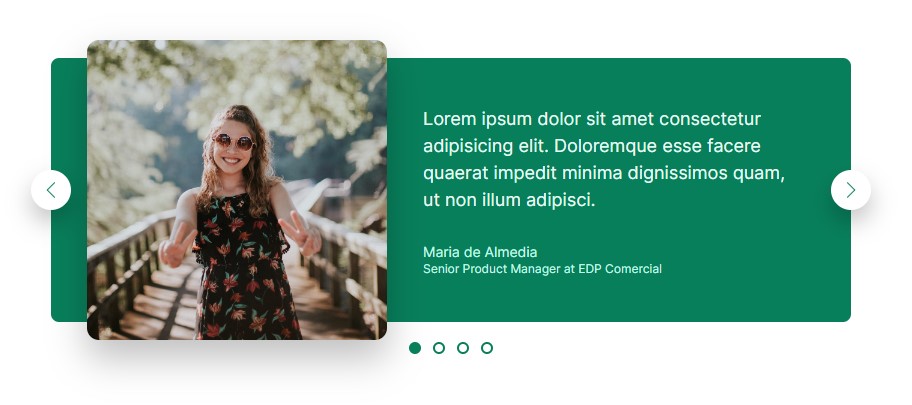 Lorem ipsum dolor sit amet consectetur
adipisicing elit. Doloremque esse facere
quaerat impedit minima dignissimos quam,
ut non illum adipisci.
Maria de Almedia
Senior Product Manager at EDP Comercial